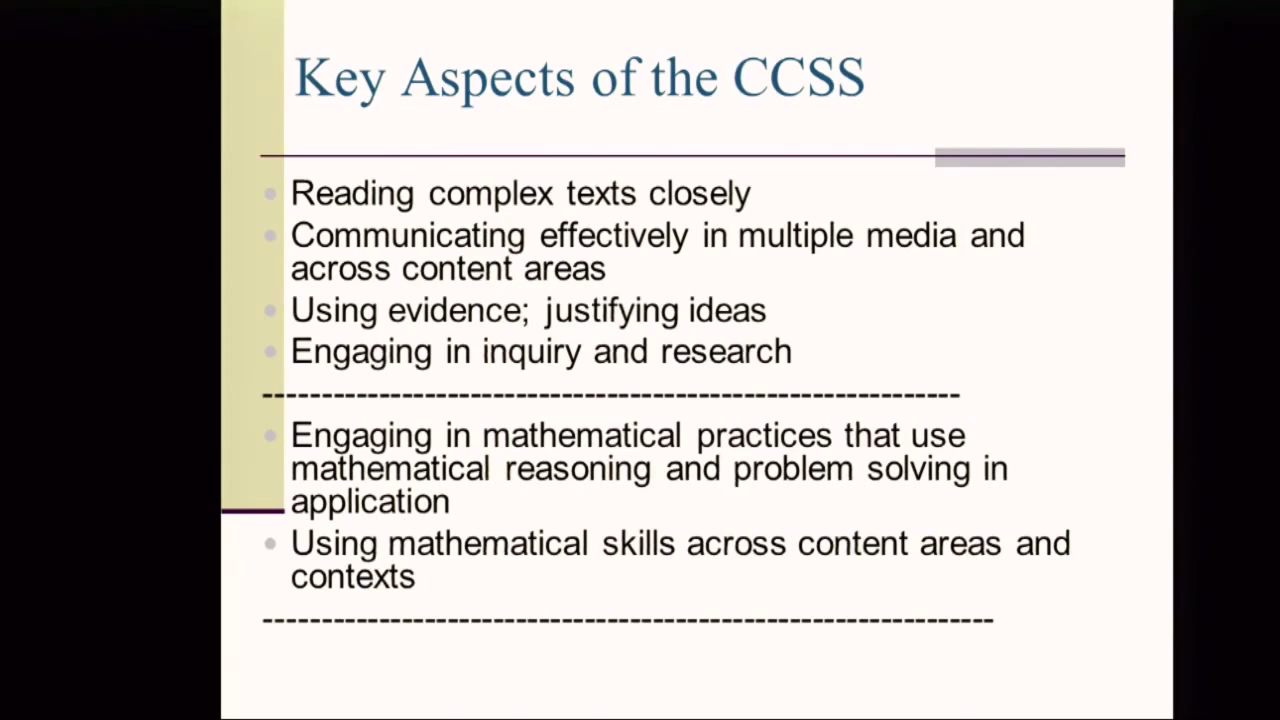 Key Aspects of the CCSS
• Reading complex texts closely
• Communicating effectively in multiple media and
across content areas
• Using evidence; justifying ideas
• Engaging in inquiry and research
-----------------------------------------------------------
• Engaging in mathematical practices that use
mathematical reasoning and problem solving in
application
• Using mathematical skills across content areas and
contexts
--------------------------------------------------------------